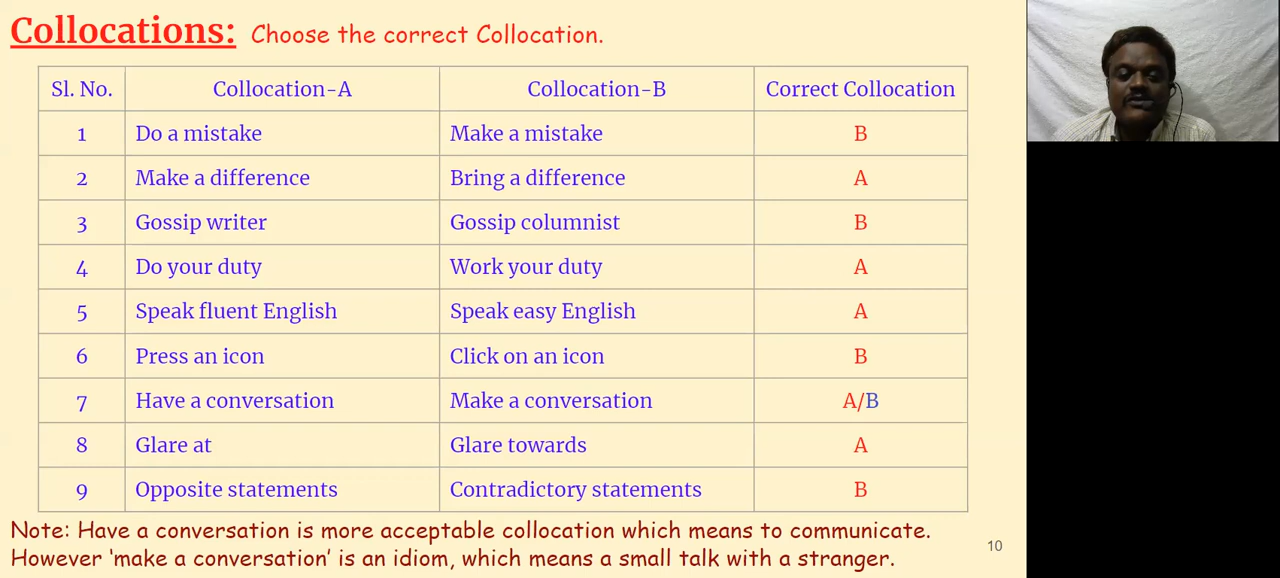 Collocations: Choose the correct Collocation.
Sl. No. Collocation-A Collocation-B Correct Collocation
1 Do a mistake Make a mistake B
2 Make a difference Bring a difference A
3 Gossip writer Gossip columnist B
4 Do your duty Work your duty A
5 Speak fluent English Speak easy English A
6 Press an icon Click on an icon B
7 Have a conversation Make a conversation A/B
8 Glare at Glare towards A
9 Opposite statements Contradictory statements B
Note: Have a conversation is more acceptable collocation which means to communicate.
However ‘make a conversation’ is an idiom, which means a small talk with a stranger.
10